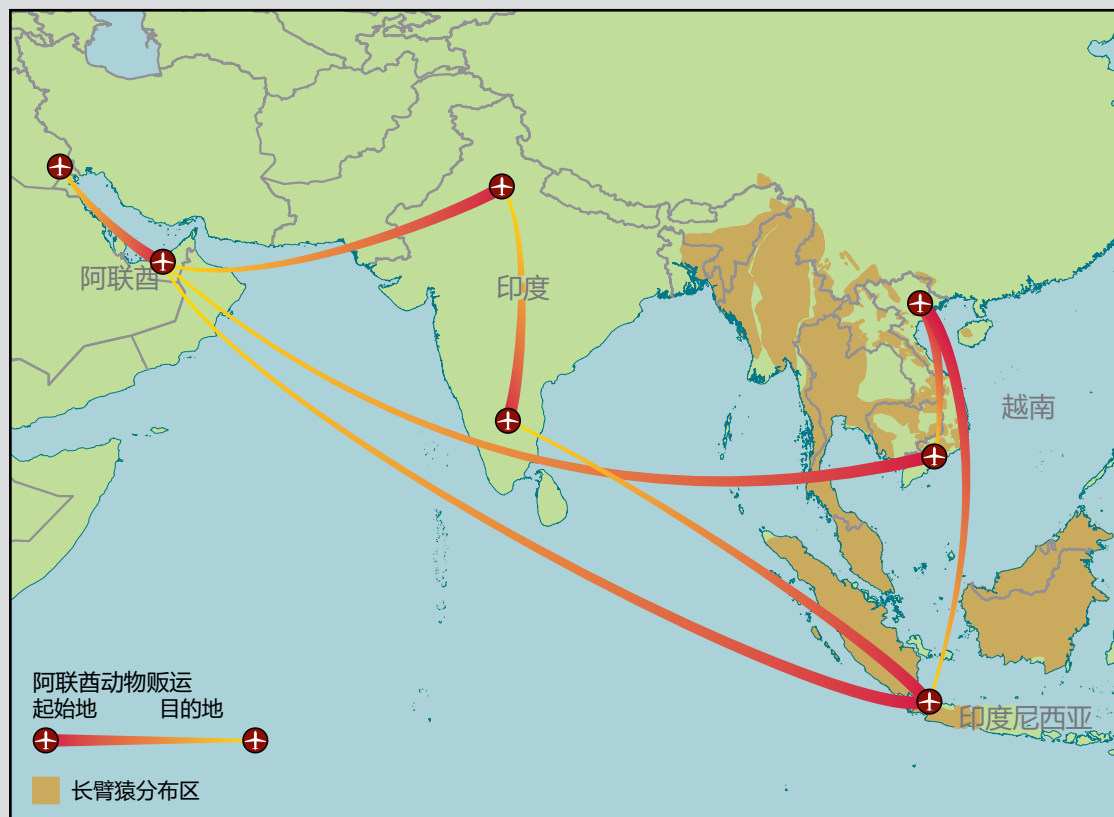 阿联酋
印度
越南
印度尼西亚
阿联酋动物贩运
起始地 目的地
长臂猿分布区